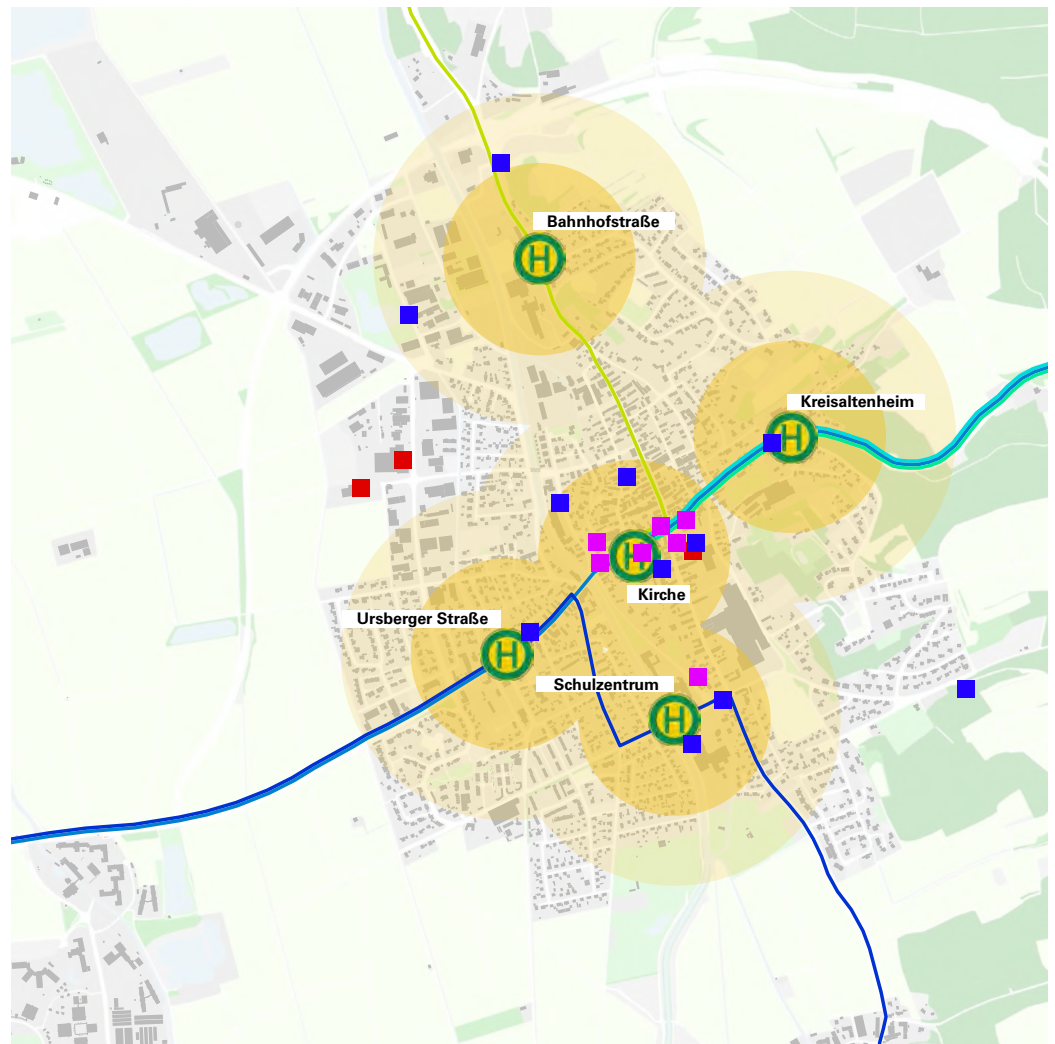 Bahnhofstraße
H
Kreisaltenheim
H
H
Kirche
Ursberger Straße
H
Schulzentrum
H